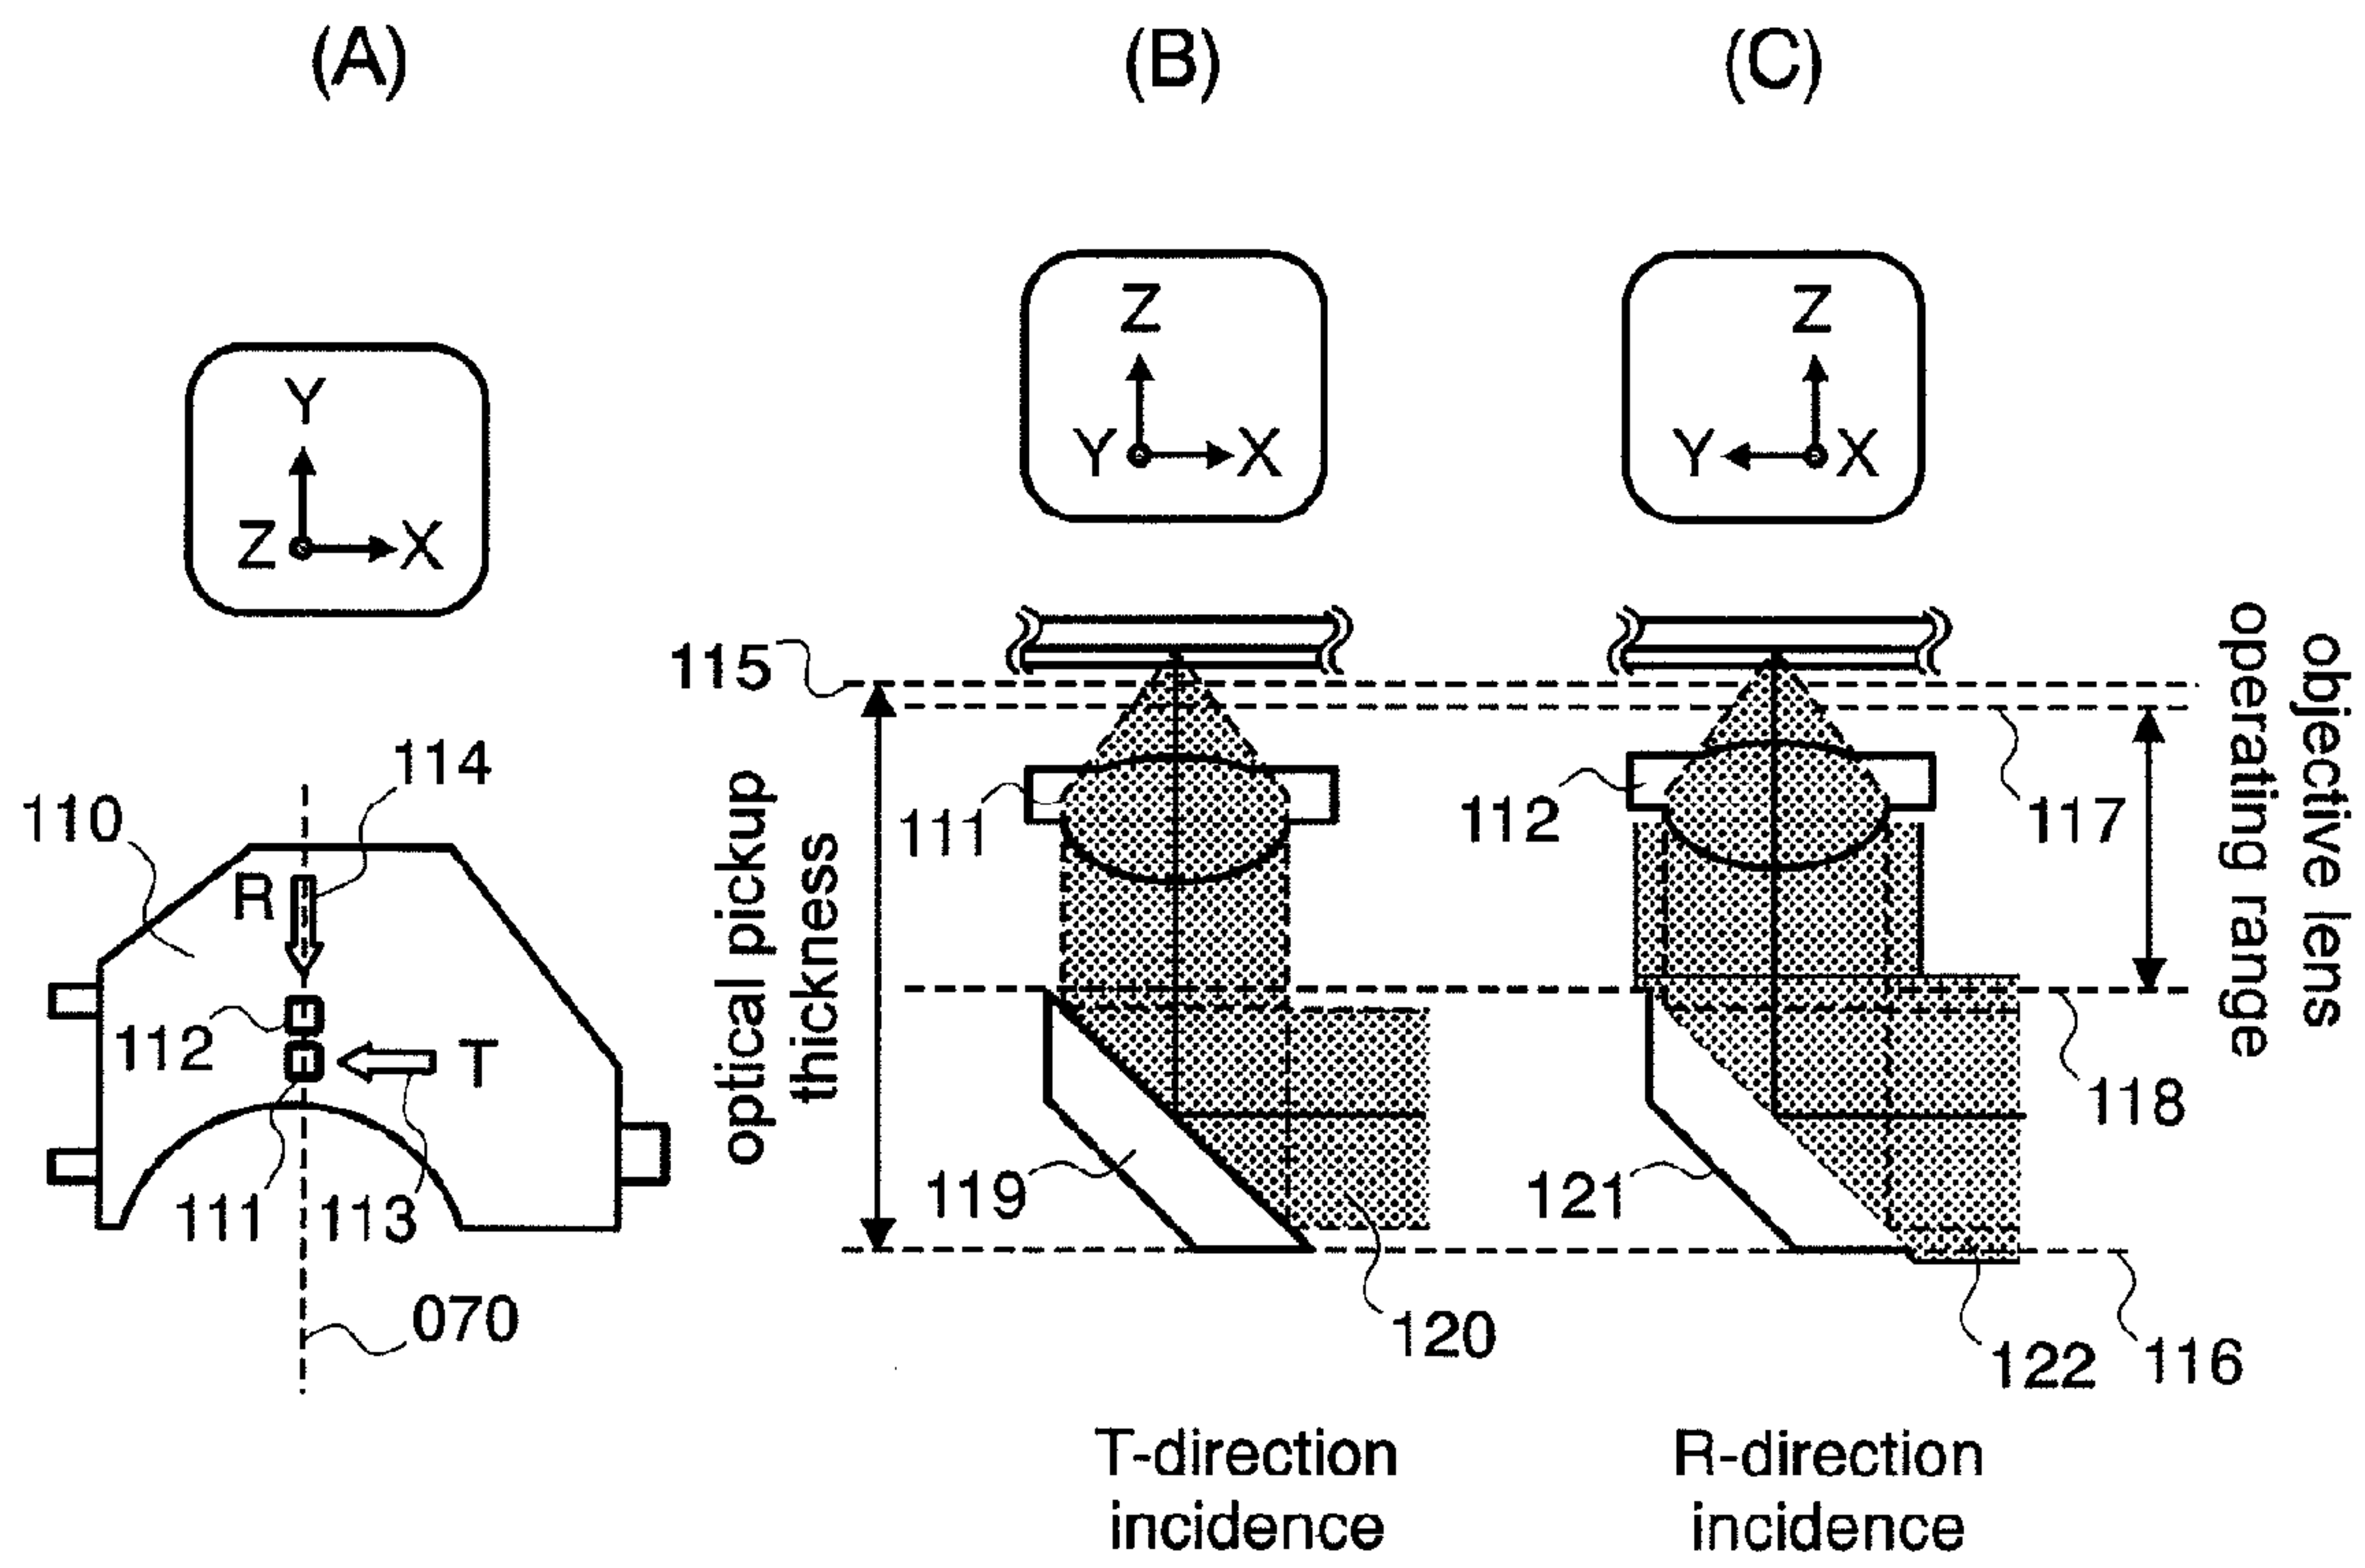 (A)
(B)
(C)
Y
Z
X
Z
Y
X
Z
Y
X
115
114
110
R
112
T
111
113
070
optical pickup
thickness
111
112
117
118
119
120
121
122
116
objective lens
operating range
T-direction
incidence
R-direction
incidence